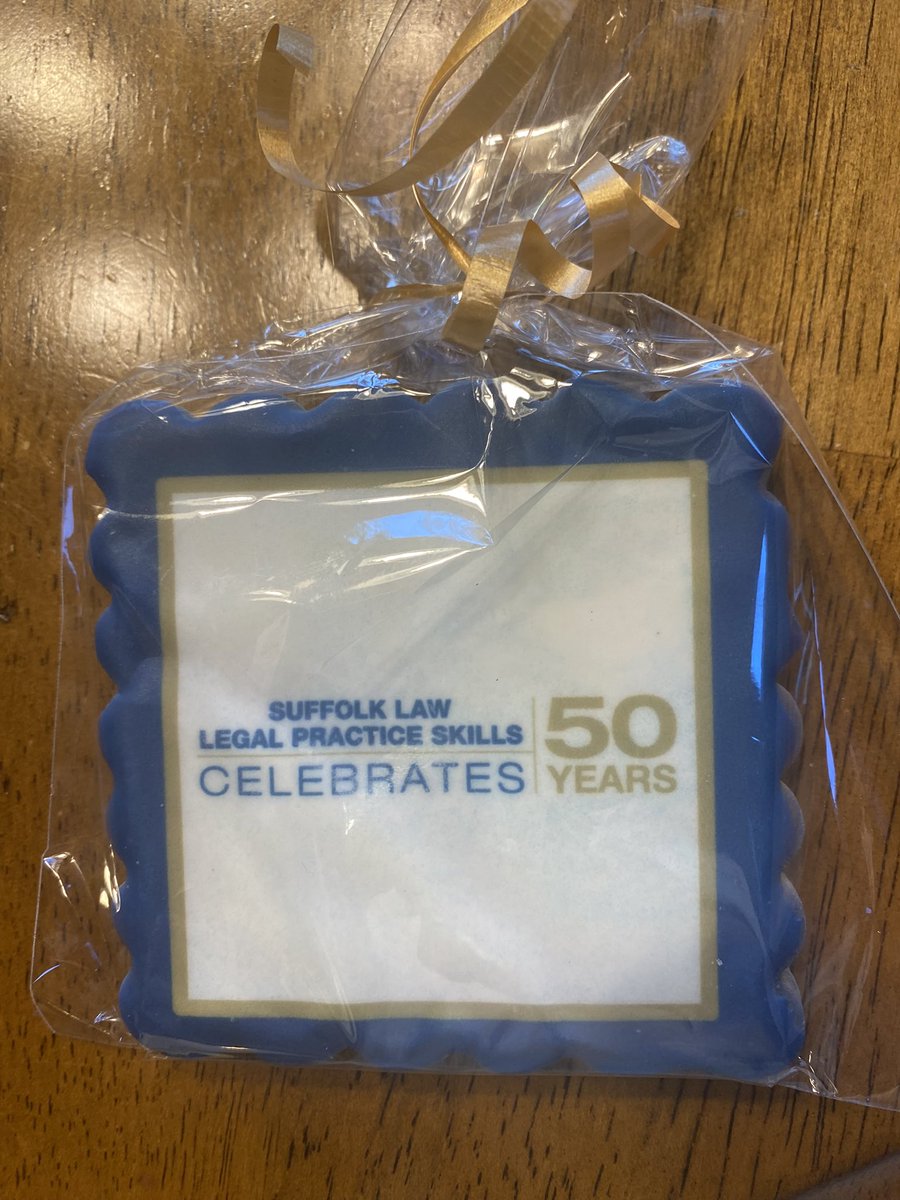 SUFFOLK LAW
LEGAL PRACTICE SKILLS
CELEBRATES
50
YEARS